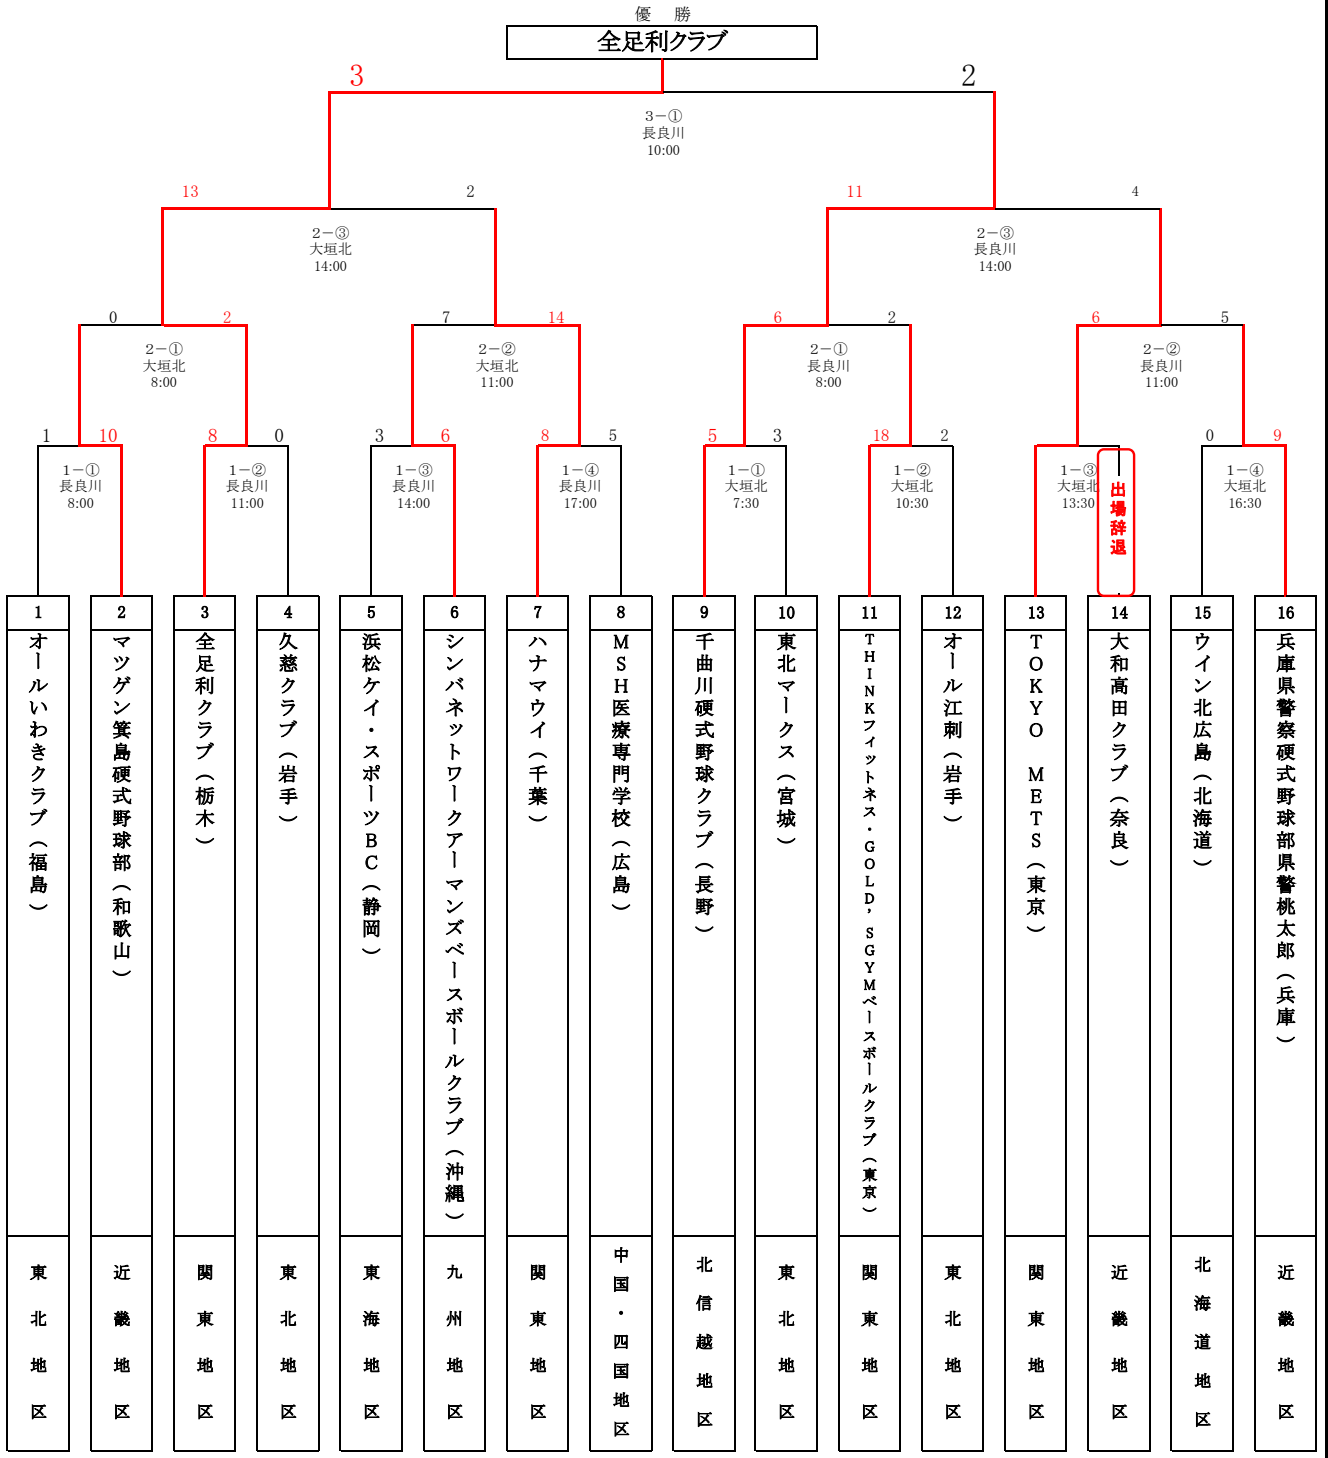 優　勝
全足利クラブ
3
2
3－①
長良川
10:00
13
2
11
4
2－③
大垣北
14:00
2－③
長良川
14:00
0
2
7
14
6
2
6
5
2－①
大垣北
8:00
2－②
大垣北
11:00
2－①
長良川
8:00
2－②
長良川
11:00
1
10
8
0
3
6
8
5
5
3
18
2
0
9
1－①
長良川
8:00
1－②
長良川
11:00
1－③
長良川
14:00
1－④
長良川
17:00
1－①
大垣北
7:30
1－②
大垣北
10:30
1－③
大垣北
13:30
出場辞退
1－④
大垣北
16:30
1
2
3
4
5
6
7
8
9
10
11
12
13
14
15
16
オールいわきクラブ（福島）
マツゲン箕島硬式野球部（和歌山）
全足利クラブ（栃木）
久慈クラブ（岩手）
浜松ケイ・スポーツBC（静岡）
シンバネットワークアーマンズベースボールクラブ（沖縄）
ハナマウイ（千葉）
MSH医療専門学校（広島）
千曲川硬式野球クラブ（長野）
東北マークス（宮城）
THINKフィットネス・GOLD’SGYMベースボールクラブ（東京）
オール江刺（岩手）
TOKYO　METS（東京）
大和高田クラブ（奈良）
ウイン北広島（北海道）
兵庫県警察硬式野球部県警桃太郎（兵庫）
東北地区
近畿地区
関東地区
東北地区
東海地区
九州地区
関東地区
中国・四国地区
北信越地区
東北地区
関東地区
東北地区
関東地区
近畿地区
北海道地区
近畿地区